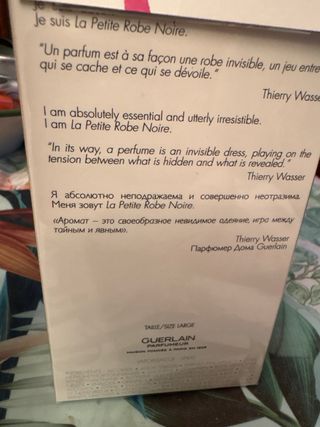 je suis La Petite Robe Noire.
"Un parfum est à sa façon une robe invisible, un jeu entre
qui se cache et ce qui se dévoile."
Thierry Wasser
I am absolutely essential and utterly irresistible.
I am La Petite Robe Noire.
"In its way, a perfume is an invisible dress, playing on the
tension between what is hidden and what is revealed."
Thierry Wasser
Я абсолютно неподражаема и совершенно неотразима.
Меня зовут La Petite Robe Noire.
«Аромат – это своеобразное невидимое одеяние, игра между
тайным и явным».
Thierry Wasser
Парфюмер Дома Guerlain
TAILLE/SIZE LARGE
GUERLAIN
PARFUMEUR